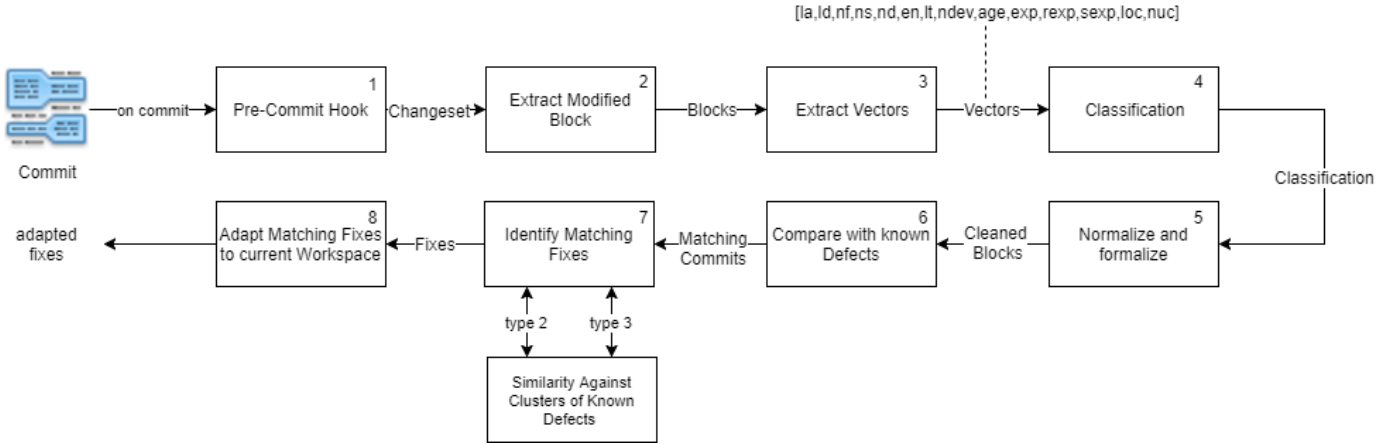 [la,ld,nf,ns,nd,en,lt,ndev,age,exp,rexp,sexp,loc,nuc]
Commit
on commit
1
Pre-Commit Hook
Changeset
2
Extract Modified
Block
Blocks
3
Extract Vectors
Vectors
4
Classification
Classification
5
Normalize and
formalize
Cleaned
Blocks
6
Compare with known
Defects
Matching
Commits
7
Identify Matching
Fixes
type 2
type 3
Similarity Against
Clusters of Known
Defects
Fixes
8
Adapt Matching Fixes
to current Workspace
adapted
fixes